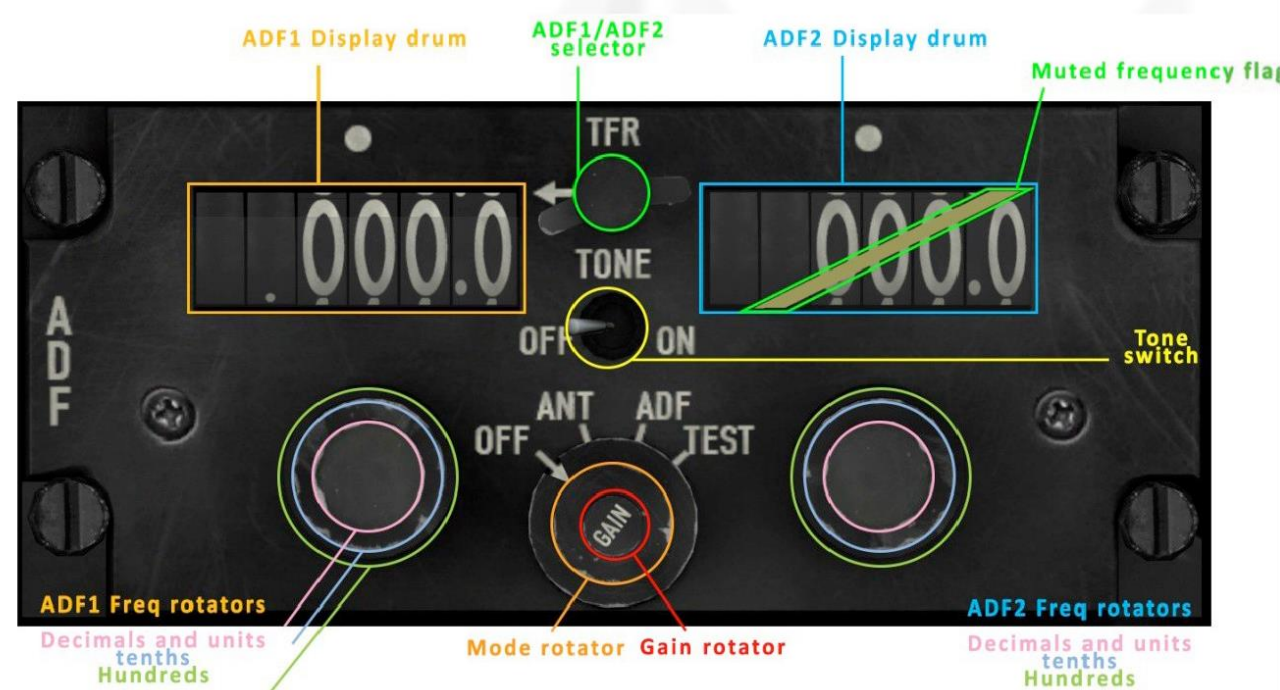 ADF1 Display drum
ADF1/ADF2
selector
ADF2 Display drum
Muted frequency flag
TFR
000.0
000.0
TONE
OFF
ON
Tone
switch
ADF
ANT
ADF
OFF
TEST
GAIN
ADF1 Freq rotators
Decimals and units
tenths
Hundreds
Mode rotator
Gain rotator
ADF2 Freq rotators
Decimals and units
tenths
Hundreds